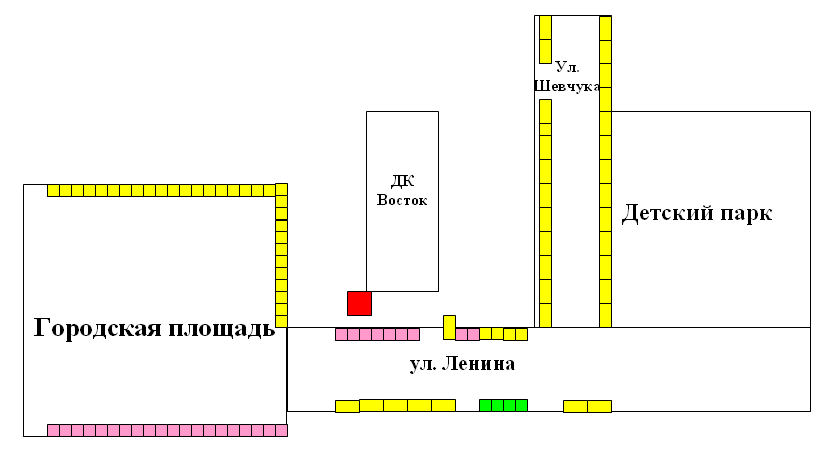 Ул.
Шевчука
ДК
Восток
Детский парк
Городская площадь
ул. Ленина